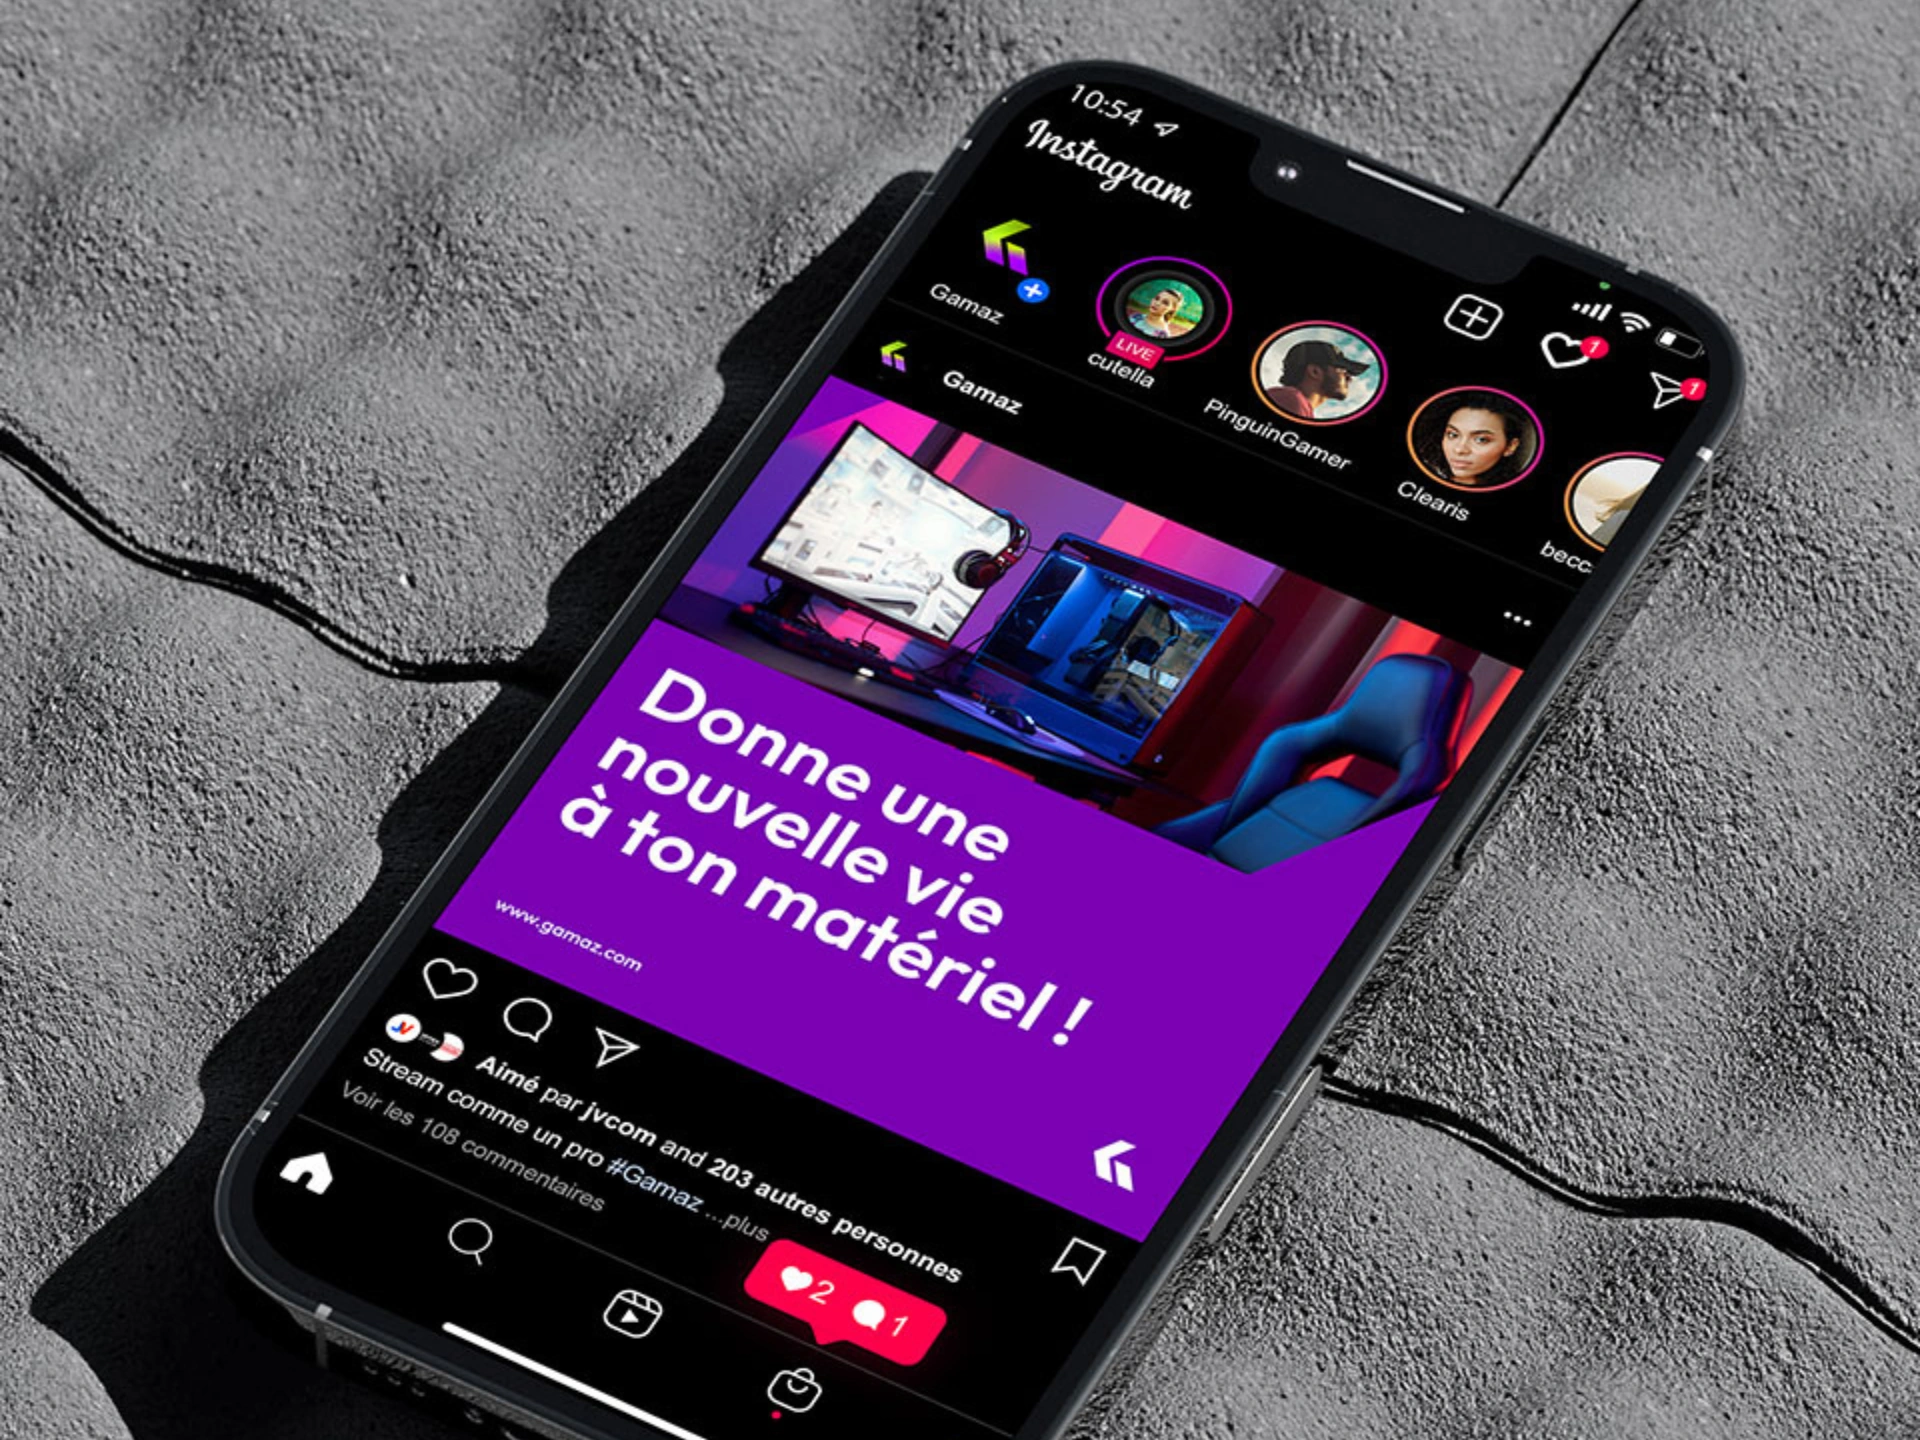 10:54
Instagram
1
1
Gamaz
LIVE
cutella
PinguinGamer
Clearis
becc
Gamaz
Donne une
nouvelle vie
à ton matériel !
www.gamaz.com
JV
Aimé par jvcom and 203 autres personnes
Stream comme un pro #Gamaz ...plus
Voir les 108 commentaires
2 1